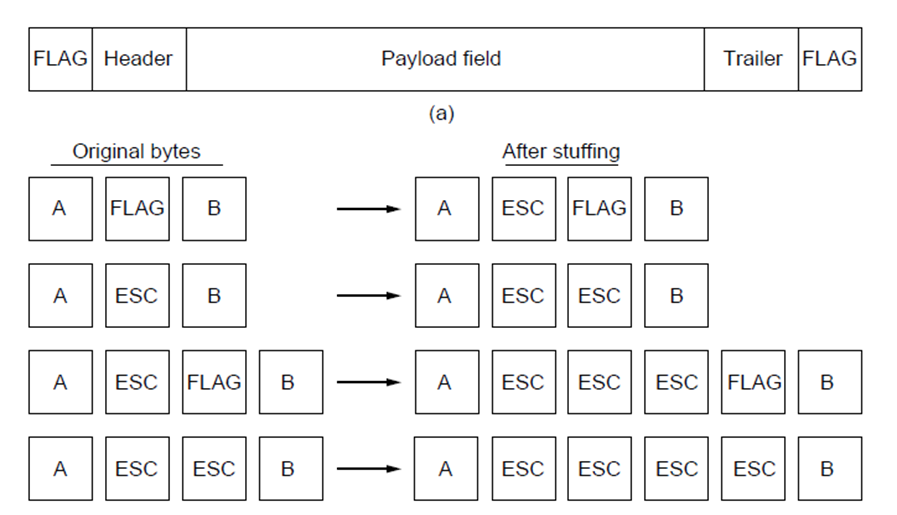 FLAG Header Payload field Trailer FLAG
(a)
Original bytes After stuffing
A FLAG B A ESC FLAG B
A ESC B A ESC ESC B
A ESC FLAG B A ESC ESC ESC FLAG B
A ESC ESC B A ESC ESC ESC ESC B